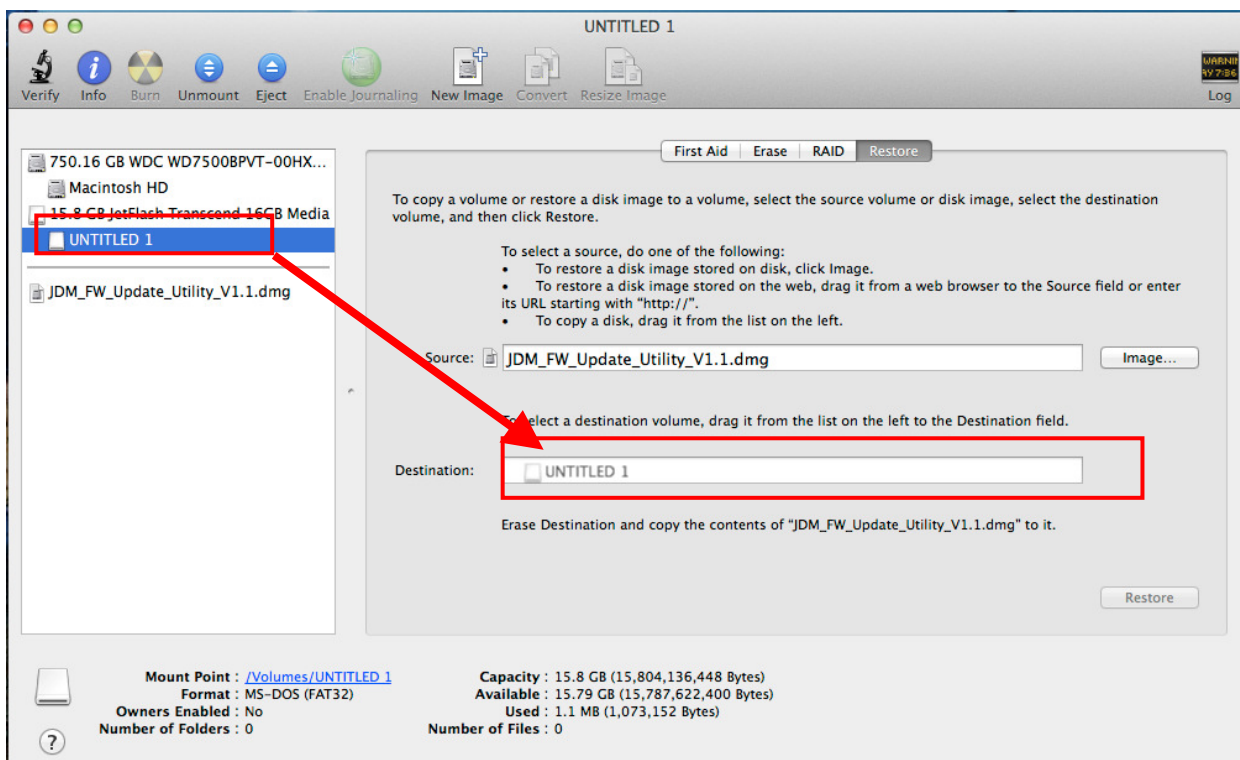 UNTITLED 1
Verify Info Burn Unmount Eject Enable Journaling New Image Convert Resize Image Log
750.16 GB WDC WD7500BPVT-00HX...
Macintosh HD
15.8 GB JetFlash Transcend 16GB Media
UNTITLED 1
JDM_FW_Update_Utility_V1.1.dmg
First Aid Erase RAID Restore
To copy a volume or restore a disk image to a volume, select the source volume or disk image, select the destination
volume, and then click Restore.
To select a source, do one of the following:
• To restore a disk image stored on disk, click Image.
• To restore a disk image stored on the web, drag it from a web browser to the Source field or enter
its URL starting with “http://”.
• To copy a disk, drag it from the list on the left.
Source: JDM_FW_Update_Utility_V1.1.dmg Image...
To select a destination volume, drag it from the list on the left to the Destination field.
Destination: UNTITLED 1
Erase Destination and copy the contents of “JDM_FW_Update_Utility_V1.1.dmg” to it.
Restore
Mount Point : /Volumes/UNTITLED 1 Capacity : 15.8 GB (15,804,136,448 Bytes)
Format : MS-DOS (FAT32) Available : 15.79 GB (15,787,622,400 Bytes)
Owners Enabled : No Used : 1.1 MB (1,073,152 Bytes)
Number of Folders : 0 Number of Files : 0
?